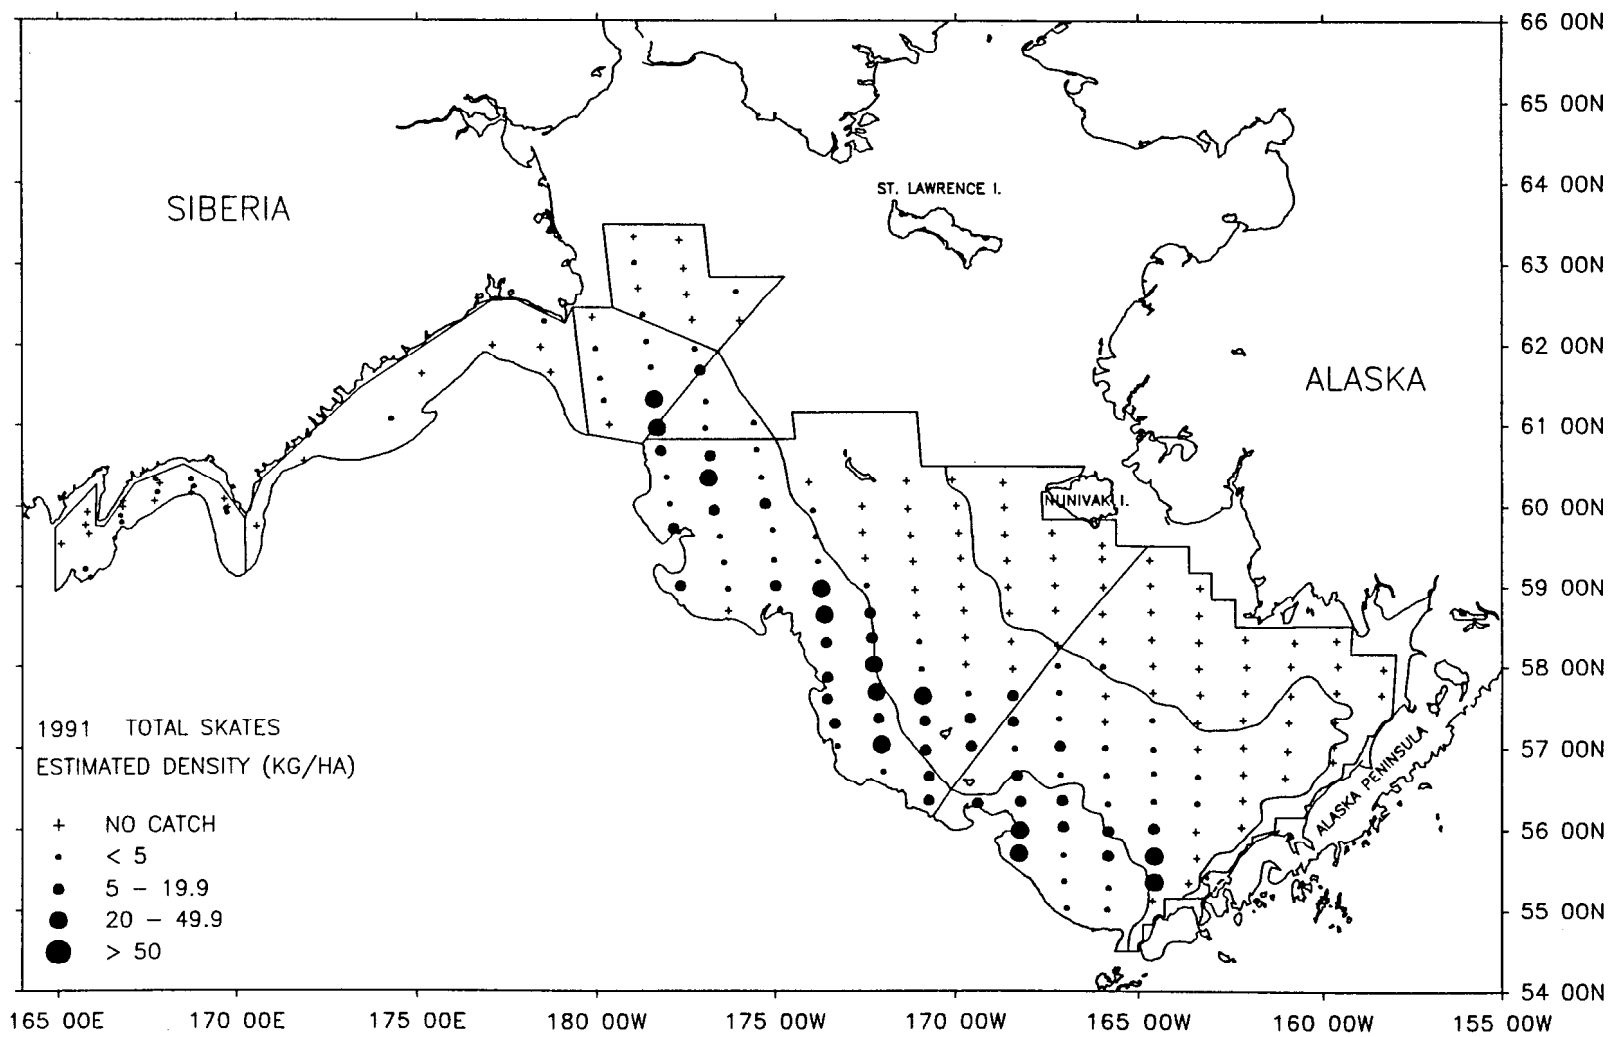 66 00N
65 00N
64 00N
63 00N
62 00N
61 00N
60 00N
59 00N
58 00N
57 00N
56 00N
55 00N
54 00N
SIBERIA
ST. LAWRENCE I.
ALASKA
NUNIVAK I.
ALASKA PENINSULA
1991 TOTAL SKATES
ESTIMATED DENSITY (KG/HA)
+ NO CATCH
< 5
5 – 19.9
20 – 49.9
> 50
165 00E 170 00E 175 00E 180 00W 175 00W 170 00W 165 00W 160 00W 155 00W